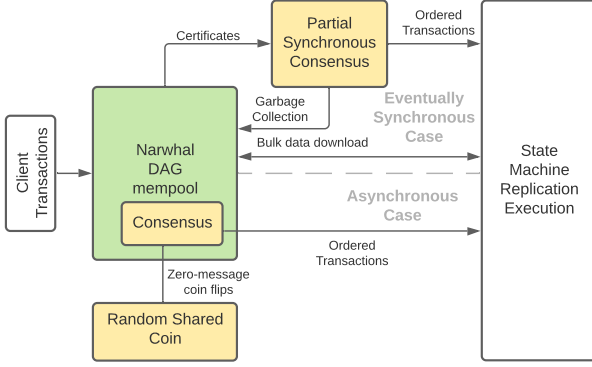 Certificates
Partial
Synchronous
Consensus
Ordered
Transactions
Garbage
Collection
Eventually
Synchronous
Case
Bulk data download
Client
Transactions
Narwhal
DAG
mempool
Consensus
State
Machine
Replication
Execution
Asynchronous
Case
Ordered
Transactions
Zero-message
coin flips
Random Shared
Coin